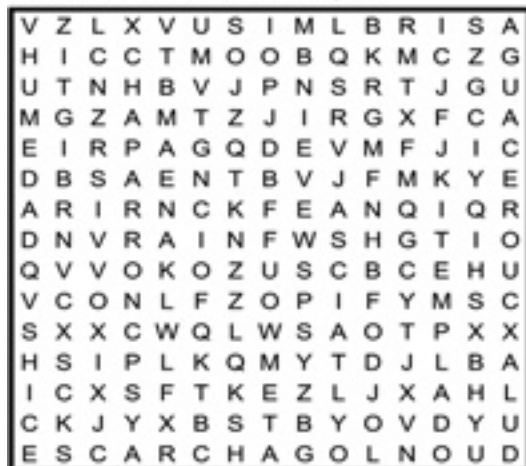 V Z L X V U S I M L B R I S A
H I C C T M O O B Q K M C Z G
U T N H B V J P N S R T J G U
M G Z A M T Z J I R G X F C A
E I R P A G Q D E V M F J I C
D B S A E N T B V J F M K Y E
A R I R N C K F E A N Q I Q R
D N V R A I N F W S H G T I O
Q V V O K O Z U S C B C E H U
V C O N L F Z O P I F Y M S C
S X X C W Q L W S A O T P X X
H S I P L K Q M Y T D J L B A
I C X S F T K E Z L J X A H L
C K J Y X B S T B Y O V D Y U
E S C A R C H A G O L N O U D